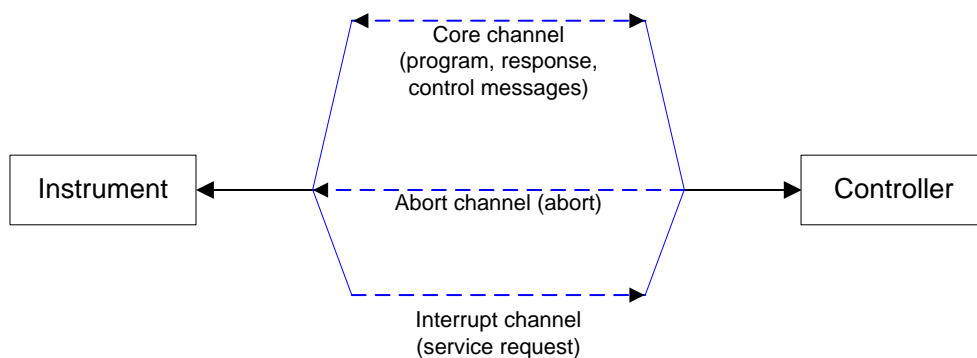 Core channel
(program, response,
control messages)
Instrument
Controller
Abort channel (abort)
Interrupt channel
(service request)